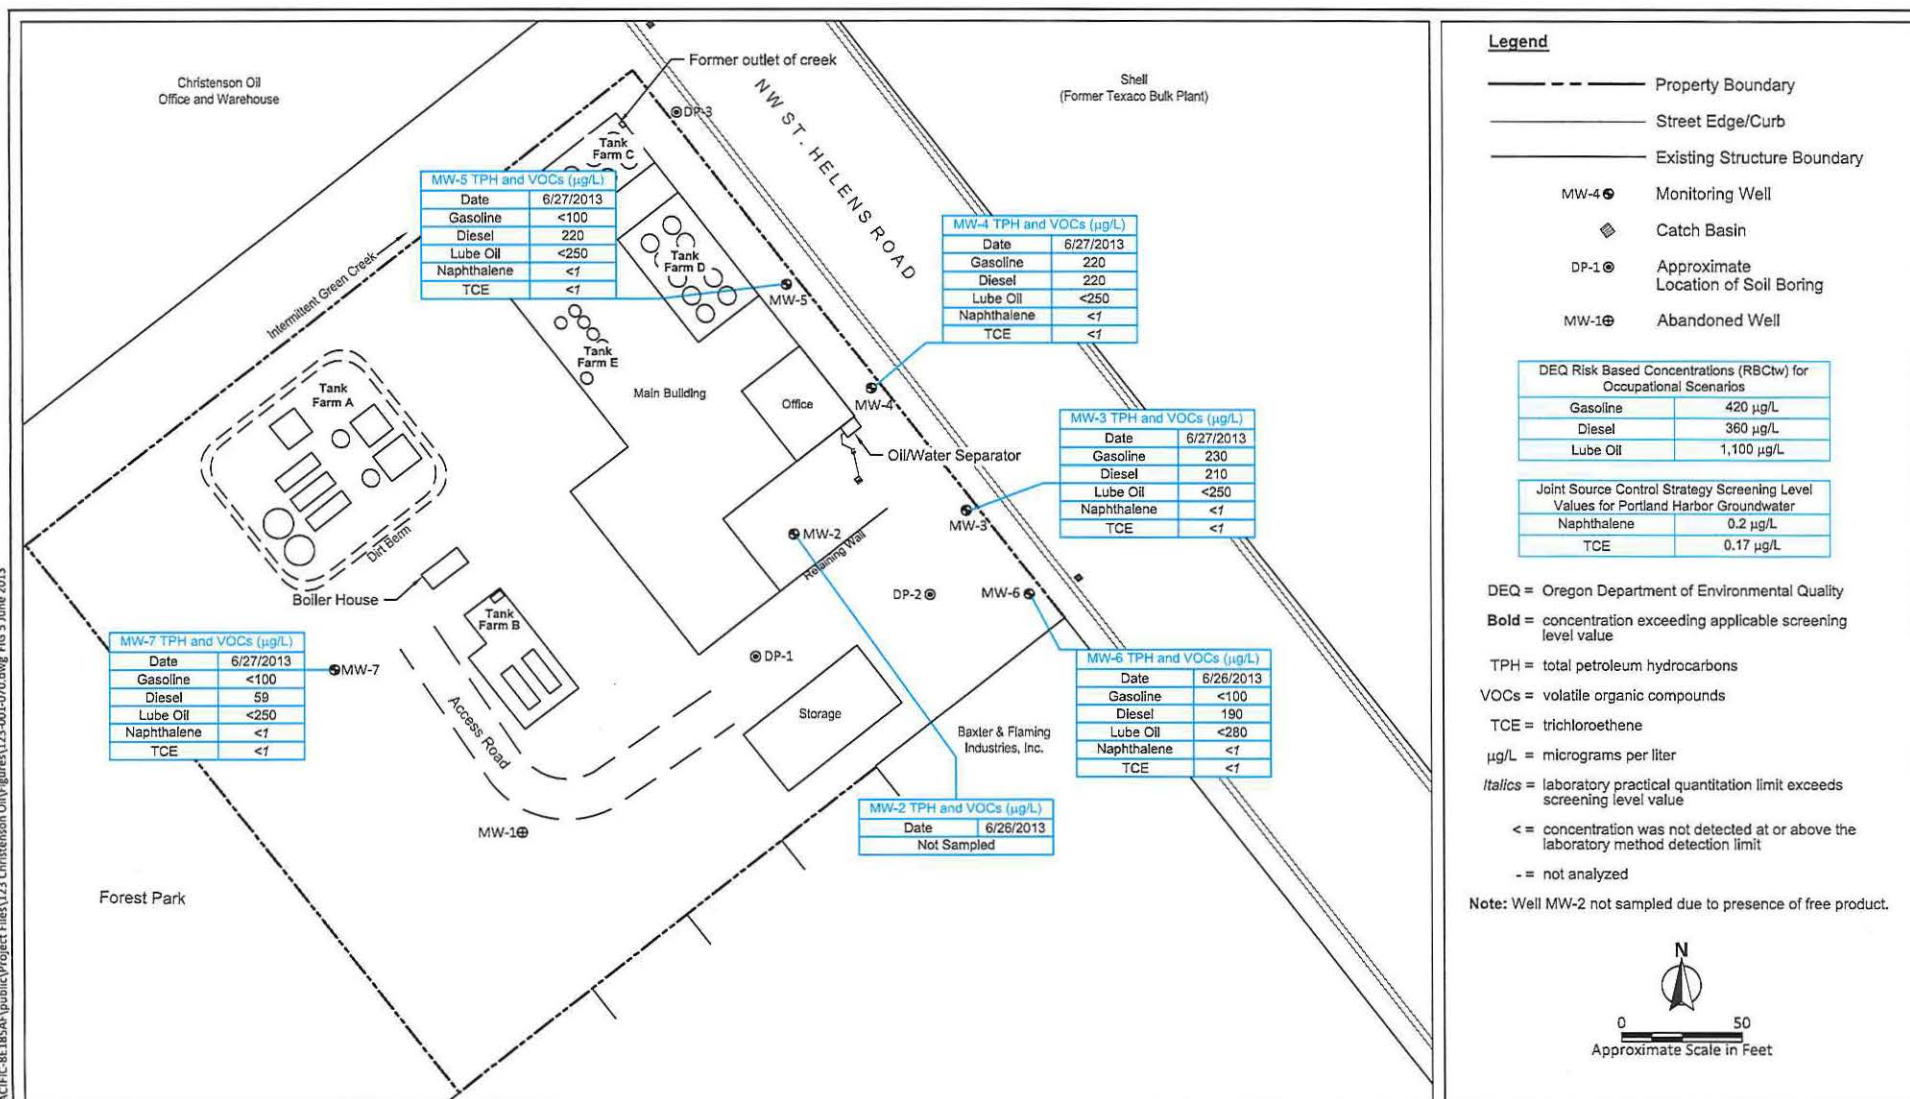 Christenson Oil
Office and Warehouse
Former outlet of creek
Shell
(Former Texaco Bulk Plant)
DP-3
NW ST. HELENS ROAD
Tank
Farm C
MW-5 TPH and VOCs (µg/L)
Date 6/27/2013
Gasoline <100
Diesel 220
Lube Oil <250
Naphthalene <1
TCE <1
Tank
Farm D
MW-5
MW-4 TPH and VOCs (µg/L)
Date 6/27/2013
Gasoline 220
Diesel 220
Lube Oil <250
Naphthalene <1
TCE <1
Intermittent Green Creek
Tank
Farm E
Tank
Farm A
Main Building
Office
MW-4
MW-3 TPH and VOCs (µg/L)
Date 6/27/2013
Gasoline 230
Diesel 210
Lube Oil <250
Naphthalene <1
TCE <1
Oil/Water Separator
MW-3
MW-2
Retaining Wall
Dirt Berm
Boiler House
Tank
Farm B
DP-2
MW-6
MW-7 TPH and VOCs (µg/L)
Date 6/27/2013
Gasoline <100
Diesel 59
Lube Oil <250
Naphthalene <1
TCE <1
MW-7
DP-1
MW-6 TPH and VOCs (µg/L)
Date 6/26/2013
Gasoline <100
Diesel 190
Lube Oil <280
Naphthalene <1
TCE <1
Access Road
Storage
Baxter & Flaming
Industries, Inc.
MW-2 TPH and VOCs (µg/L)
Date 6/26/2013
Not Sampled
MW-1
Forest Park
Legend
Property Boundary
Street Edge/Curb
Existing Structure Boundary
MW-4 Monitoring Well
Catch Basin
DP-1 Approximate
Location of Soil Boring
MW-1 Abandoned Well
DEQ Risk Based Concentrations (RBCtw) for
Occupational Scenarios
Gasoline 420 µg/L
Diesel 360 µg/L
Lube Oil 1,100 µg/L
Joint Source Control Strategy Screening Level
Values for Portland Harbor Groundwater
Naphthalene 0.2 µg/L
TCE 0.17 µg/L
DEQ = Oregon Department of Environmental Quality
Bold = concentration exceeding applicable screening
level value
TPH = total petroleum hydrocarbons
VOCs = volatile organic compounds
TCE = trichloroethene
µg/L = micrograms per liter
Italics = laboratory practical quantitation limit exceeds
screening level value
< = concentration was not detected at or above the
laboratory method detection limit
- = not analyzed
Note: Well MW-2 not sampled due to presence of free product.
N
0 50
Approximate Scale in Feet